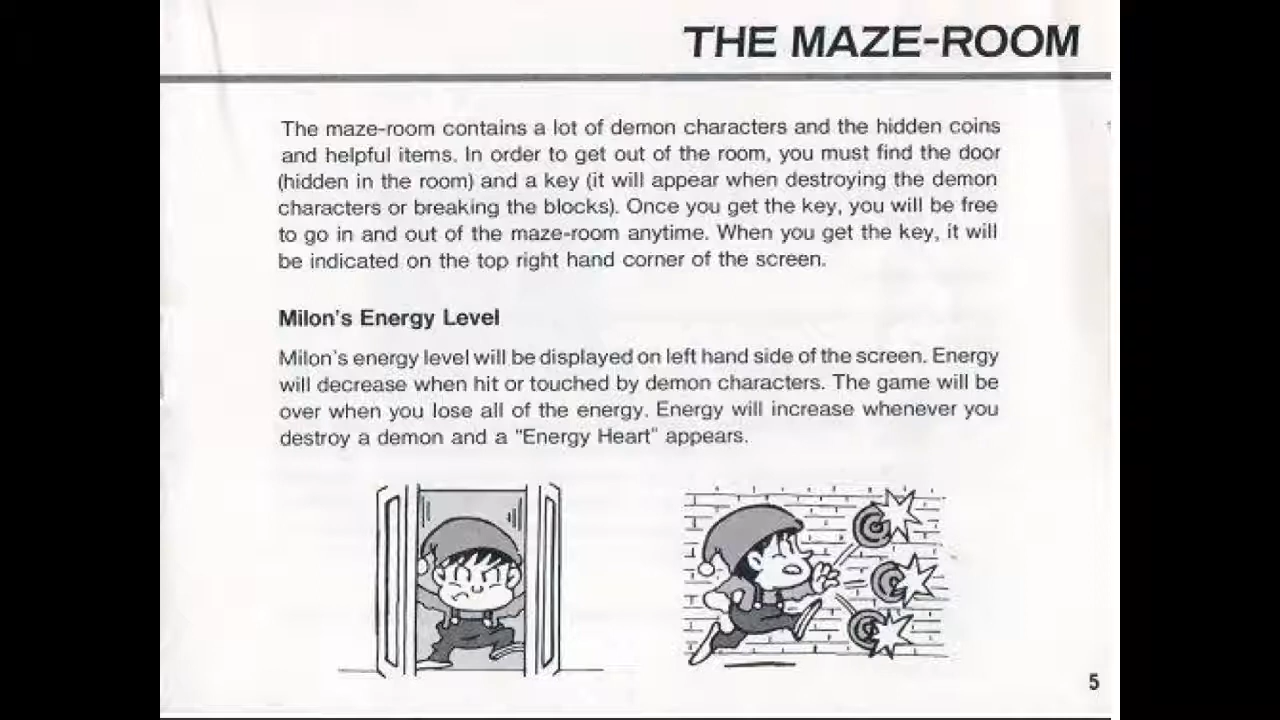 THE MAZE-ROOM
The maze-room contains a lot of demon characters and the hidden coins
and helpful items. In order to get out of the room, you must find the door
(hidden in the room) and a key (it will appear when destroying the demon
characters or breaking the blocks). Once you get the key, you will be free
to go in and out of the maze-room anytime. When you get the key, it will
be indicated on the top right hand corner of the screen.
Milon's Energy Level
Milon's energy level will be displayed on left hand side of the screen. Energy
will decrease when hit or touched by demon characters. The game will be
over when you lose all of the energy. Energy will increase whenever you
destroy a demon and a "Energy Heart" appears.
5